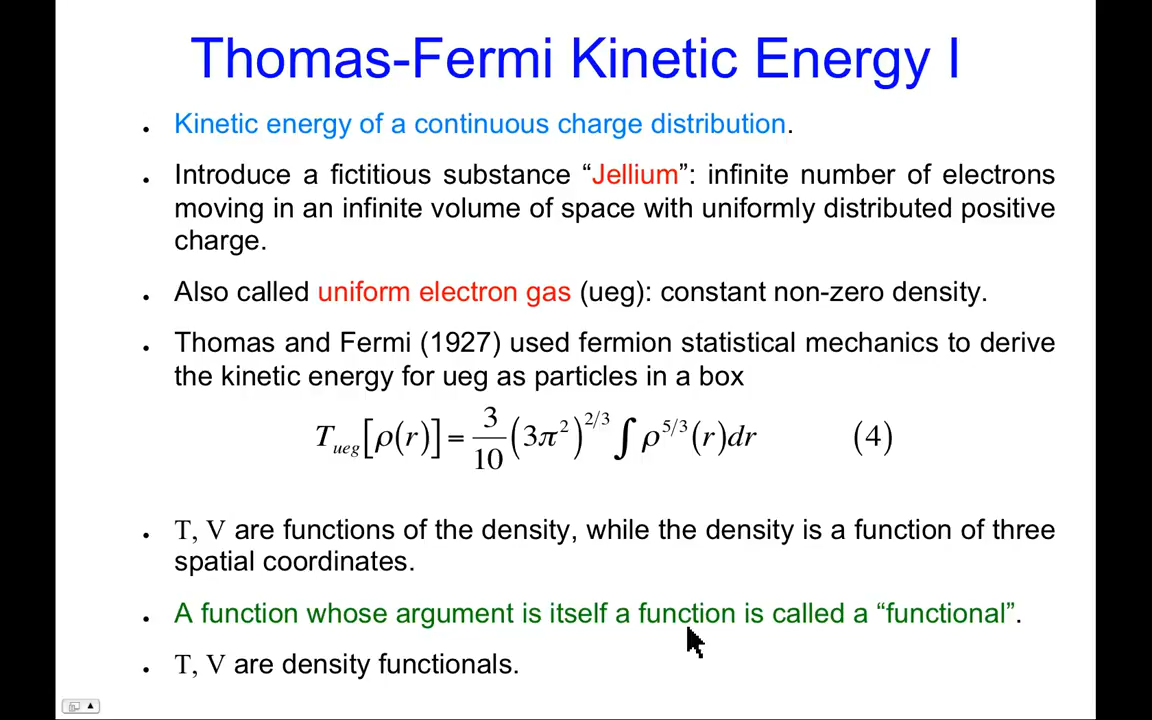 Thomas-Fermi Kinetic Energy I
• Kinetic energy of a continuous charge distribution.
• Introduce a fictitious substance “Jellium”: infinite number of electrons
moving in an infinite volume of space with uniformly distributed positive
charge.
• Also called uniform electron gas (ueg): constant non-zero density.
• Thomas and Fermi (1927) used fermion statistical mechanics to derive
the kinetic energy for ueg as particles in a box
T_ueg[ρ(r)] = 3/10 (3π²)^{2/3} ∫ ρ^{5/3}(r)dr (4)
• T, V are functions of the density, while the density is a function of three
spatial coordinates.
• A function whose argument is itself a function is called a “functional”.
• T, V are density functionals.